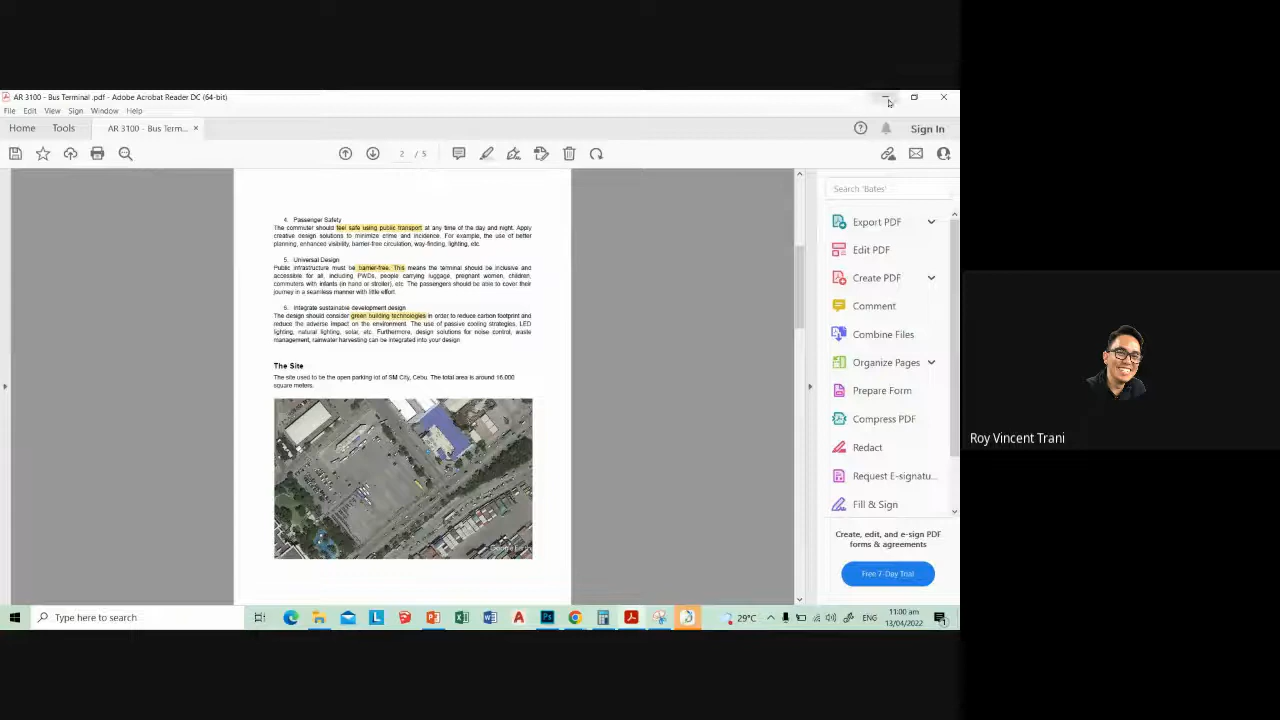 AR 3100 - Bus Terminal .pdf - Adobe Acrobat Reader DC (64-bit)
File Edit View Sign Window Help
Home Tools AR 3100 - Bus Term... × Sign In
2 / 5
4. Passenger Safety
The commuter should feel safe using public transport at any time of the day and night. Apply
creative design solutions to minimize crime and incidence. For example, the use of better
planning, enhanced visibility, barrier-free circulation, way-finding, lighting, etc.
5. Universal Design
Public infrastructure must be barrier-free. This means the terminal should be inclusive and
accessible for all, including PWDs, people carrying luggage, pregnant women, children,
commuters with infants (in hand or stroller), etc. The passengers should be able to cover their
journey in a seamless manner with little effort.
6. Integrate sustainable development design
The design should consider green building technologies in order to reduce carbon footprint and
reduce the adverse impact on the environment. The use of passive cooling strategies, LED
lighting, natural lighting, solar, etc. Furthermore, design solutions for noise control, waste
management, rainwater harvesting can be integrated into your design
The Site
The site used to be the open parking lot of SM City, Cebu. The total area is around 16,000
square meters.
Google Earth
Search 'Bates'
Export PDF
Edit PDF
Create PDF
Comment
Combine Files
Organize Pages
Prepare Form
Compress PDF
Redact
Request E-signatu...
Fill & Sign
Create, edit, and e-sign PDF
forms & agreements
Free 7-Day Trial
Roy Vincent Trani
Type here to search
29°C
ENG
11:00 am
13/04/2022